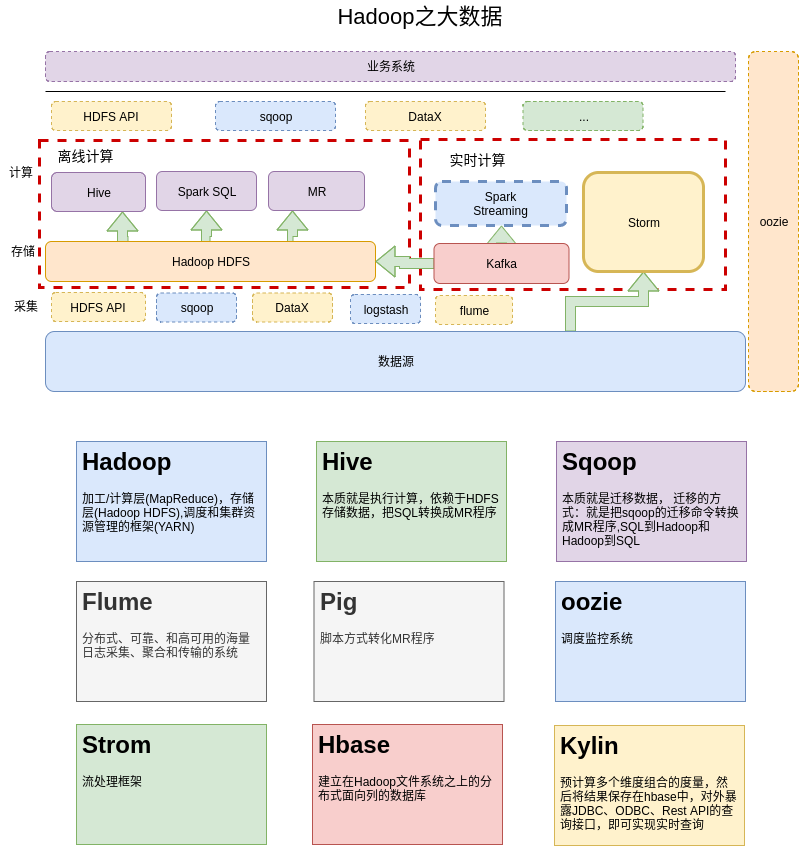 Hadoop之大数据
业务系统
HDFS API
sqoop
DataX
...
离线计算
实时计算
计算
Hive
Spark SQL
MR
Spark
Streaming
Storm
oozie
存储
Hadoop HDFS
Kafka
采集
HDFS API
sqoop
DataX
logstash
flume
数据源
Hadoop
加工/计算层(MapReduce)，存储
层(Hadoop HDFS),调度和集群资
源管理的框架(YARN)
Hive
本质就是执行计算，依赖于HDFS
存储数据，把SQL转换成MR程序
Sqoop
本质就是迁移数据， 迁移的方
式：就是把sqoop的迁移命令转换
成MR程序,SQL到Hadoop和
Hadoop到SQL
Flume
分布式、可靠、和高可用的海量
日志采集、聚合和传输的系统
Pig
脚本方式转化MR程序
oozie
调度监控系统
Strom
流处理框架
Hbase
建立在Hadoop文件系统之上的分
布式面向列的数据库
Kylin
预计算多个维度组合的度量，然
后将结果保存在hbase中，对外暴
露JDBC、ODBC、Rest API的查
询接口，即可实现实时查询